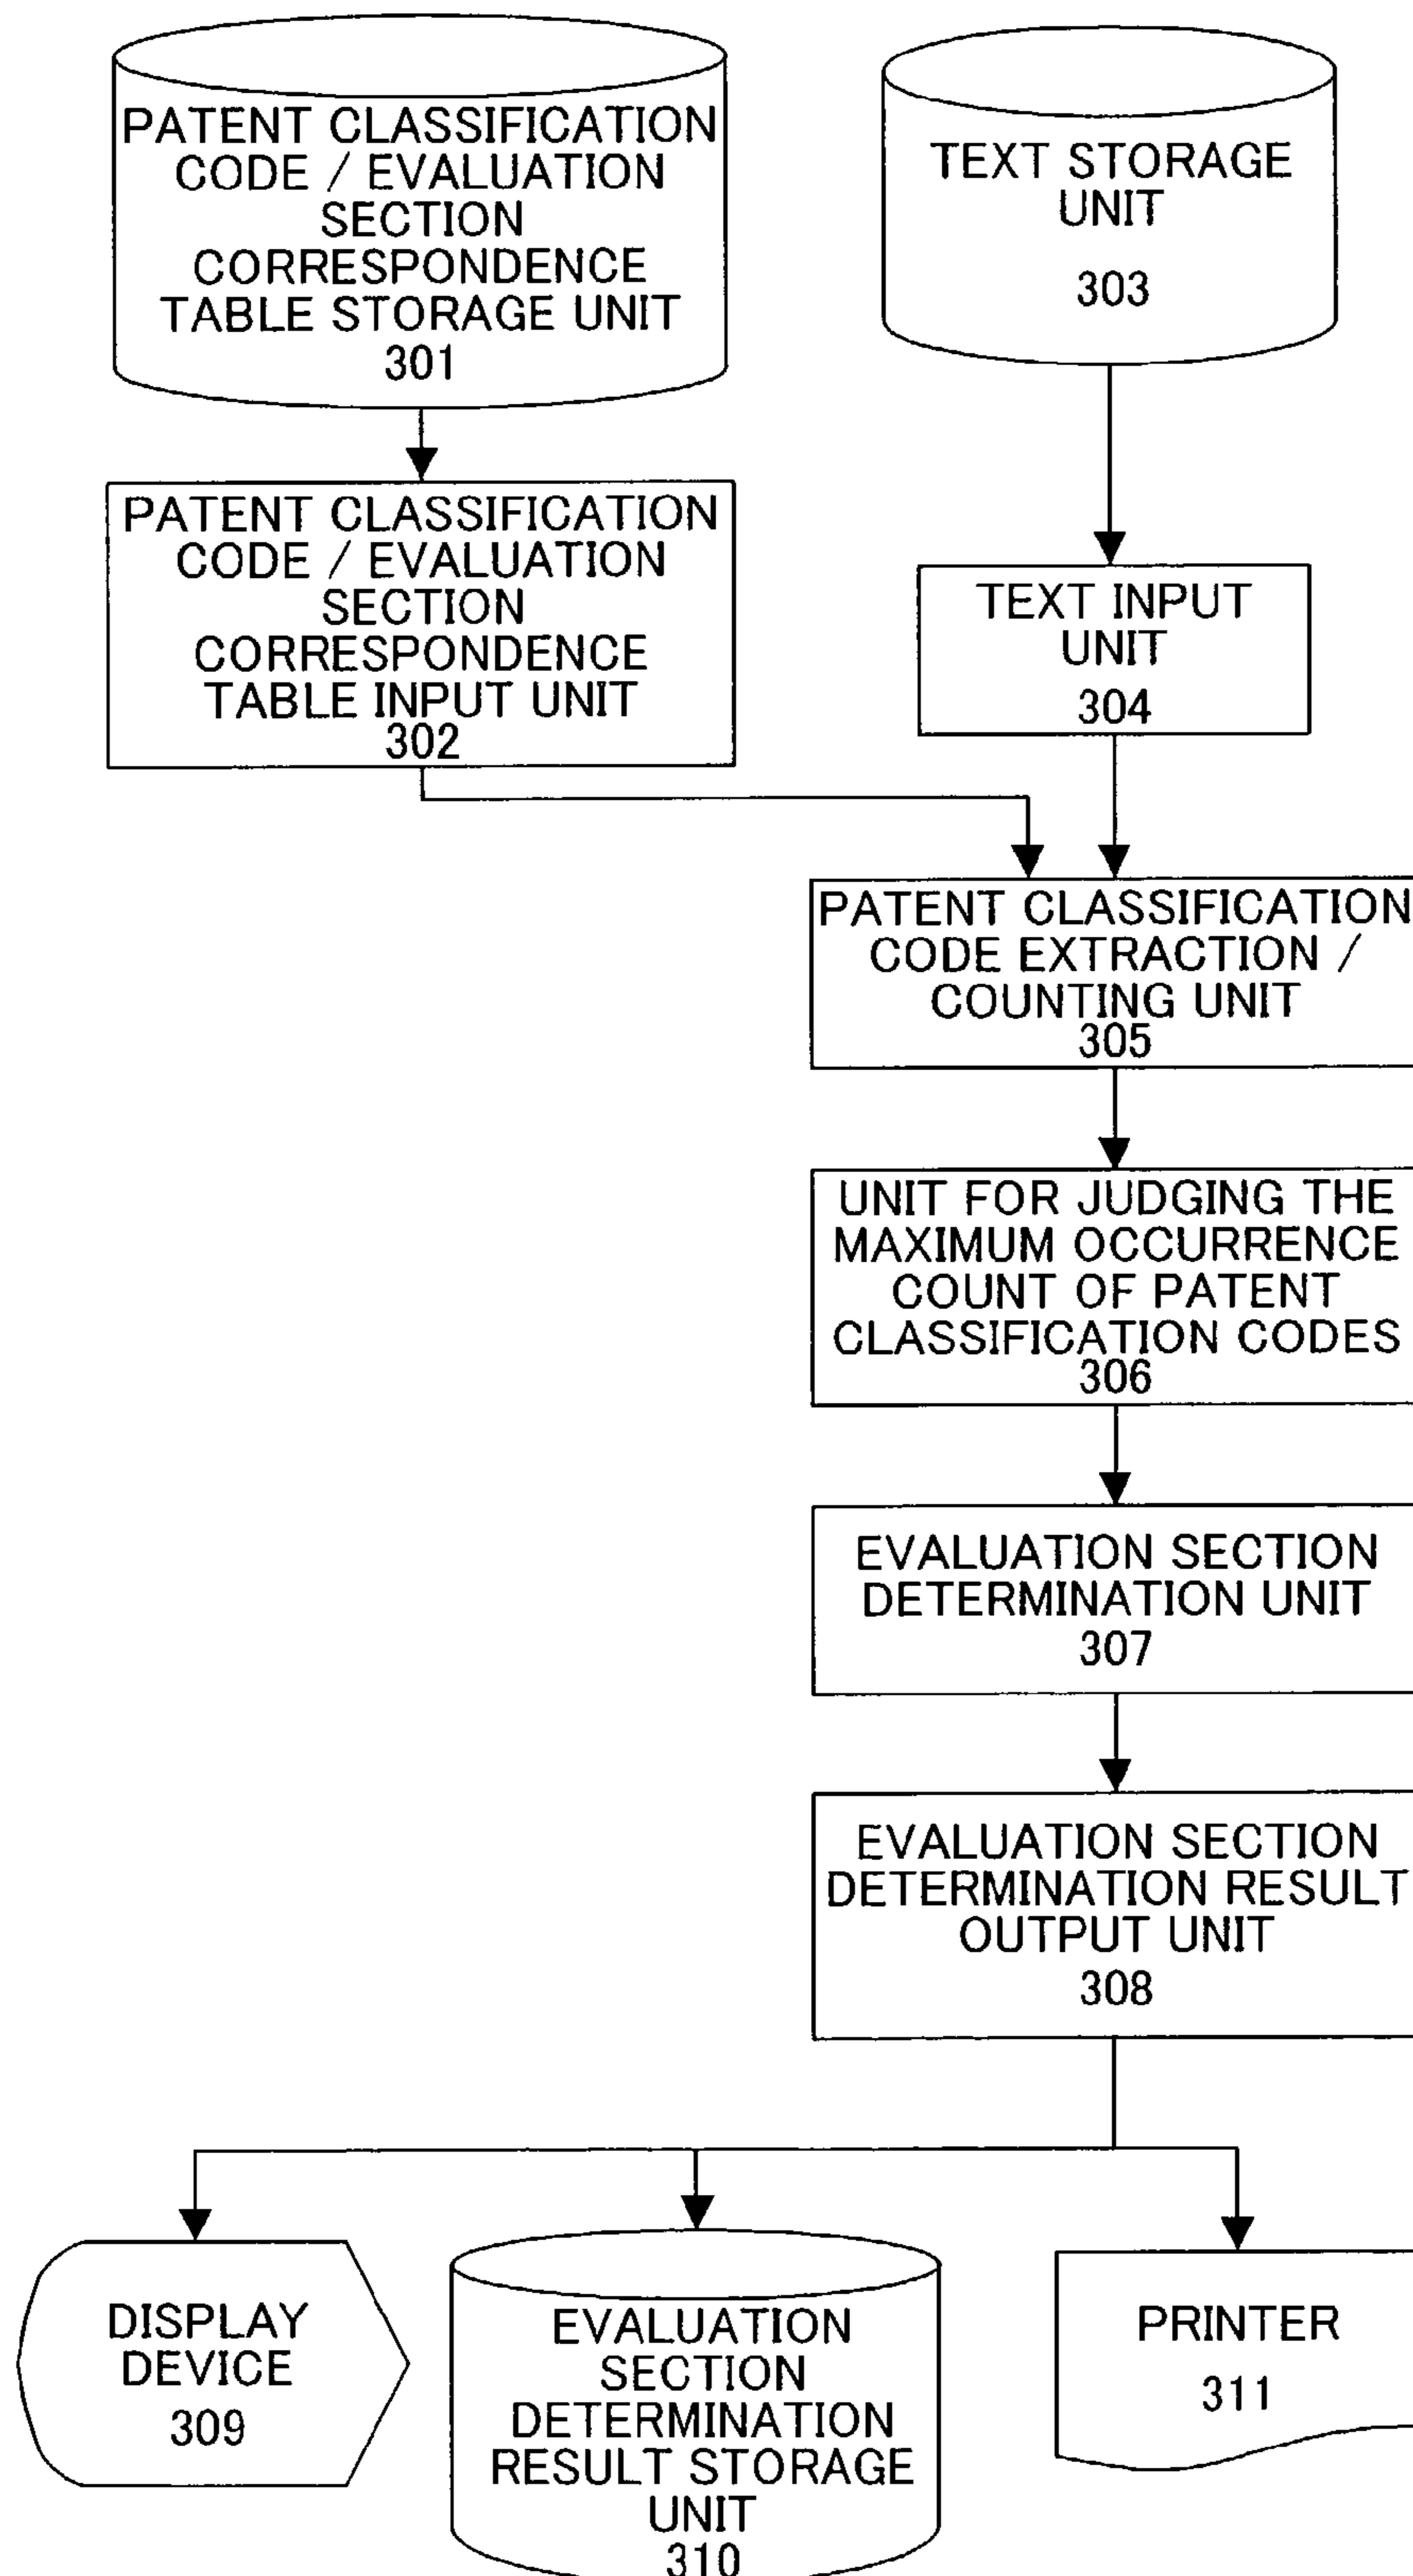 PATENT CLASSIFICATION
CODE / EVALUATION
SECTION
CORRESPONDENCE
TABLE STORAGE UNIT
301
TEXT STORAGE
UNIT
303
PATENT CLASSIFICATION
CODE / EVALUATION
SECTION
CORRESPONDENCE
TABLE INPUT UNIT
302
TEXT INPUT
UNIT
304
PATENT CLASSIFICATION
CODE EXTRACTION /
COUNTING UNIT
305
UNIT FOR JUDGING THE
MAXIMUM OCCURRENCE
COUNT OF PATENT
CLASSIFICATION CODES
306
EVALUATION SECTION
DETERMINATION UNIT
307
EVALUATION SECTION
DETERMINATION RESULT
OUTPUT UNIT
308
DISPLAY
DEVICE
309
EVALUATION
SECTION
DETERMINATION
RESULT STORAGE
UNIT
310
PRINTER
311